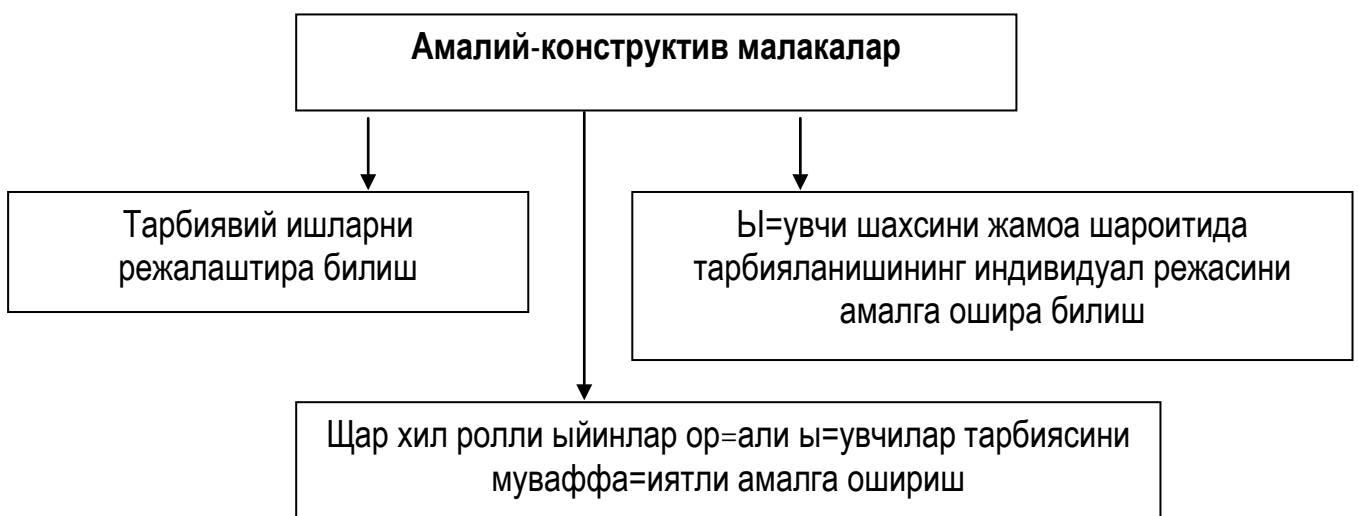 Амалий-конструктив малакалар
Тарбиявий ишларни
режалаштира билиш
Ы=увчи шахсини жамоа шароитида
тарбияланишининг индивидуал режасини
амалга ошира билиш
Щар хил ролли ыйинлар ор=али ы=увчилар тарбиясини
муваффа=иятли амалга ошириш